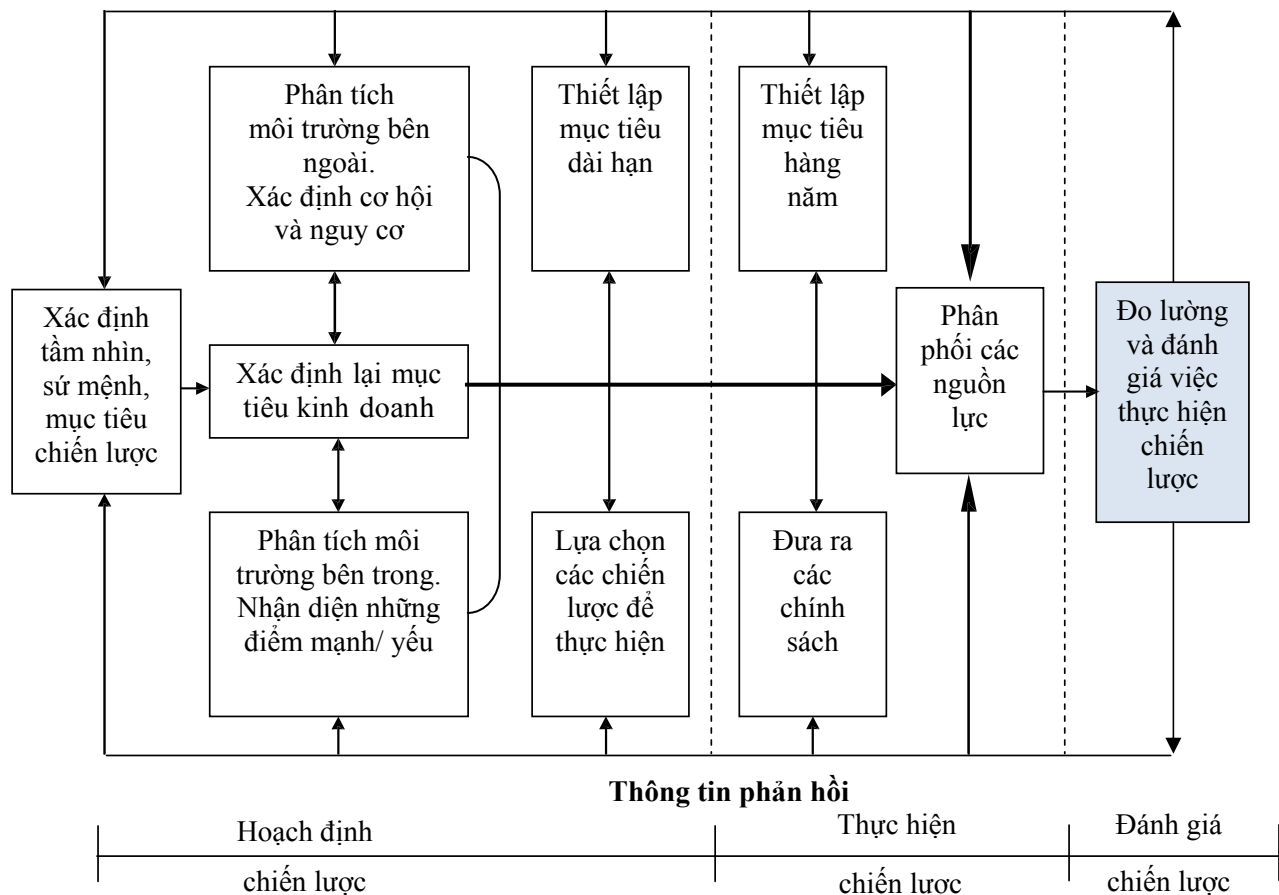 Phân tích
môi trường bên
ngoài.
Xác định cơ hội
và nguy cơ
Thiết lập
mục tiêu
dài hạn
Thiết lập
mục tiêu
hàng
năm
Xác định
tầm nhìn,
sứ mệnh,
mục tiêu
chiến lược
Xác định lại mục
tiêu kinh doanh
Phân
phối các
nguồn
lực
Đo lường
và đánh
giá việc
thực hiện
chiến
lược
Phân tích môi
trường bên trong.
Nhận diện những
điểm mạnh/ yếu
Lựa chọn
các chiến
lược để
thực hiện
Đưa ra
các
chính
sách
Thông tin phản hồi
Hoạch định
chiến lược
Thực hiện
chiến lược
Đánh giá
chiến lược